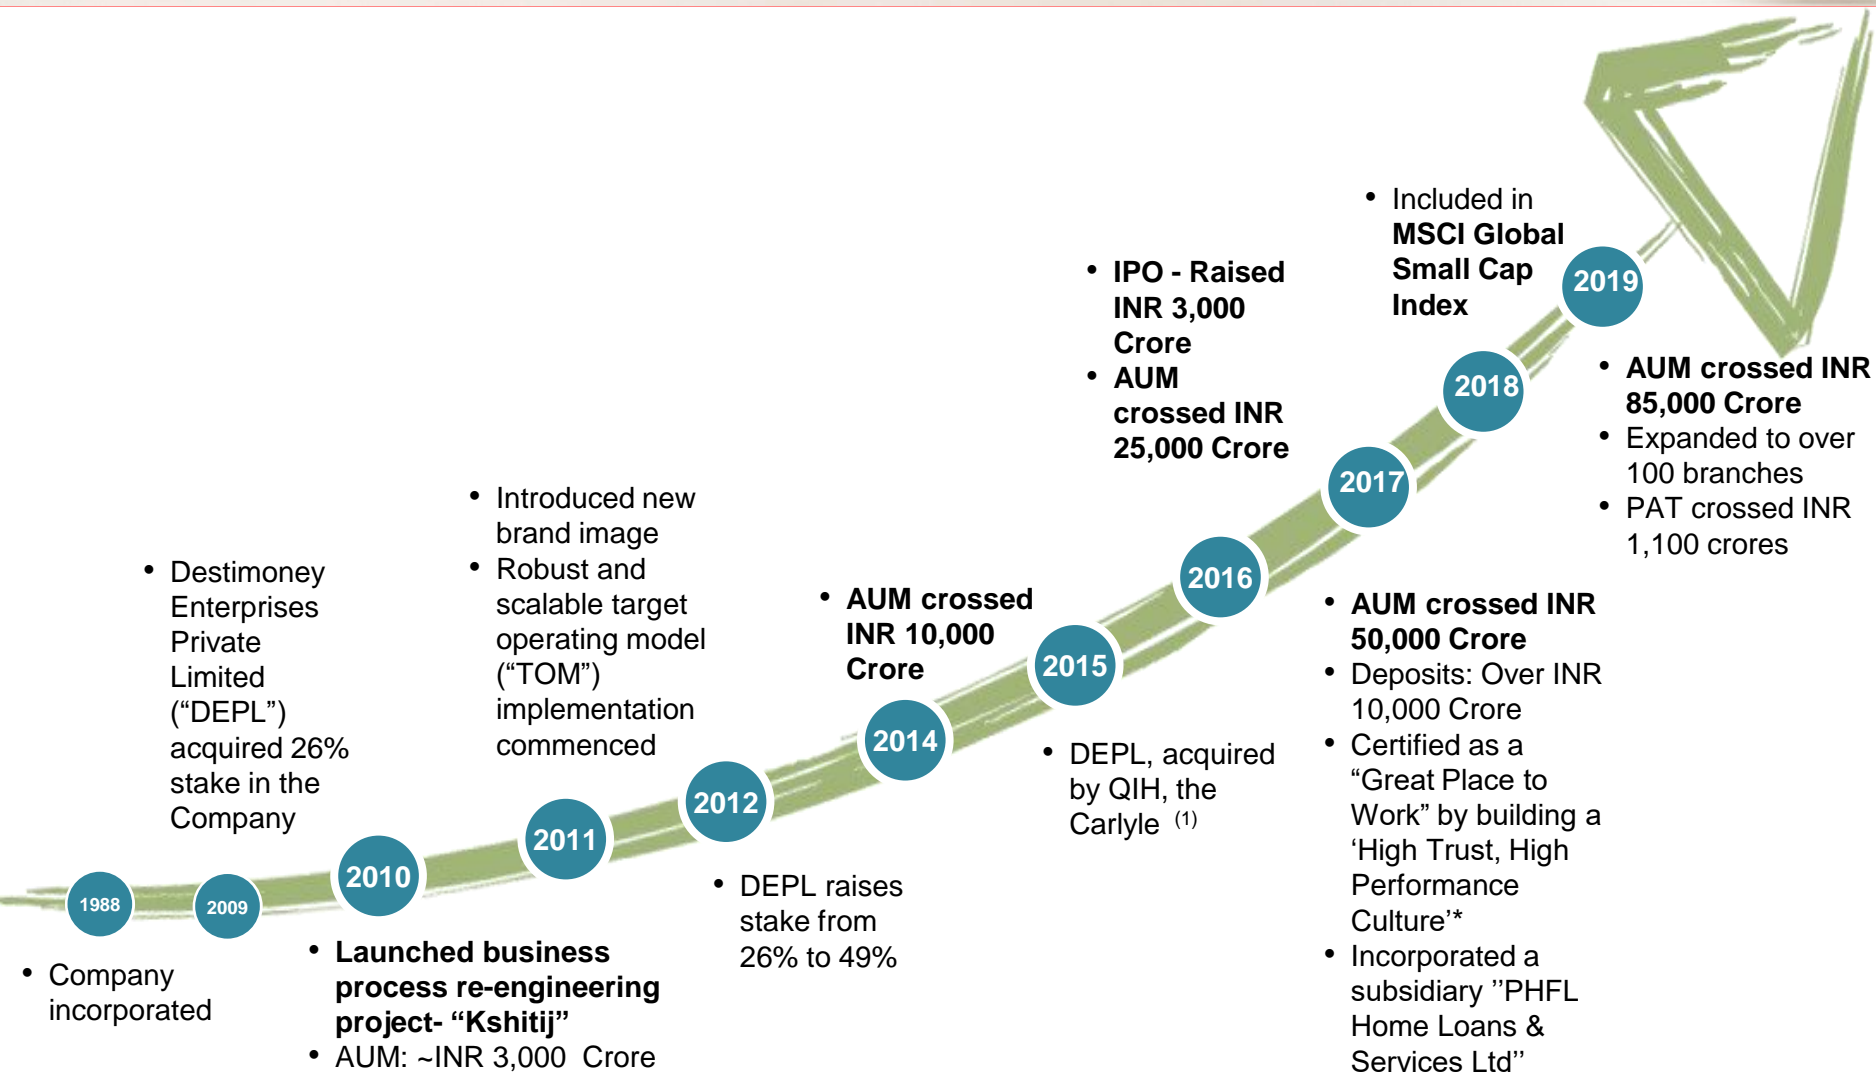 1988
• Company
incorporated
2009
• Destimoney
Enterprises
Private
Limited
(“DEPL”)
acquired 26%
stake in the
Company
2010
• Launched business
process re-engineering
project- “Kshitij”
• AUM: ~INR 3,000 Crore
2011
• Introduced new
brand image
• Robust and
scalable target
operating model
(“TOM”)
implementation
commenced
2012
• DEPL raises
stake from
26% to 49%
2014
• AUM crossed
INR 10,000
Crore
2015
• DEPL, acquired
by QIH, the
Carlyle (1)
2016
• IPO - Raised
INR 3,000
Crore
• AUM
crossed INR
25,000 Crore
2017
• AUM crossed INR
50,000 Crore
• Deposits: Over INR
10,000 Crore
• Certified as a
“Great Place to
Work” by building a
‘High Trust, High
Performance
Culture’*
• Incorporated a
subsidiary ’’PHFL
Home Loans &
Services Ltd’’
2018
• Included in
MSCI Global
Small Cap
Index
2019
• AUM crossed INR
85,000 Crore
• Expanded to over
100 branches
• PAT crossed INR
1,100 crores